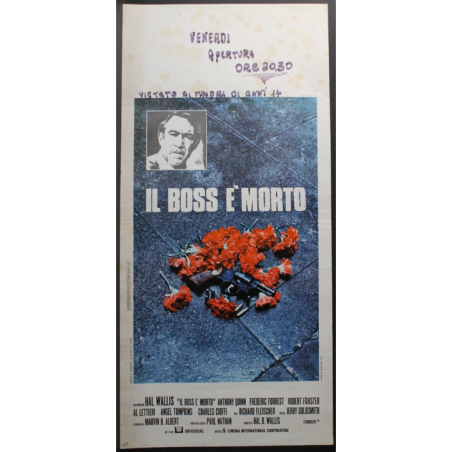 VENERDI
APERTURA
ORE 20.30
VIETATO AI MINORI DI ANNI 14
IL BOSS E' MORTO
HAL WALLIS "IL BOSS E' MORTO" ANTHONY QUINN FREDERIC FORREST ROBERT FORSTER
AL LETTIERI ANGEL TOMPKINS CHARLES CIOFFI RICHARD FLEISCHER JERRY GOLDSMITH
MARVIN H. ALBERT PAUL NATHAN HAL B. WALLIS
UNIVERSAL CINEMA INTERNATIONAL CORPORATION